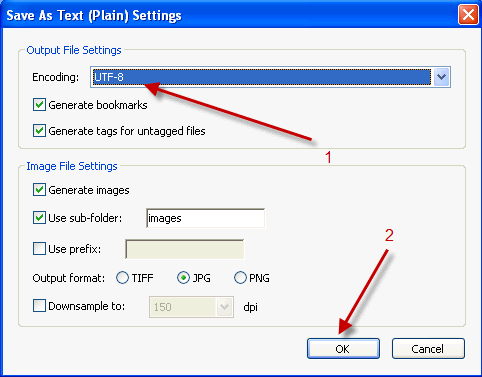 Save As Text (Plain) Settings
Output File Settings
Encoding: UTF-8
Generate bookmarks
Generate tags for untagged files
1
Image File Settings
Generate images
Use sub-folder: images
Use prefix:
2
Output format: TIFF JPG PNG
Downsample to: 150 dpi
OK Cancel